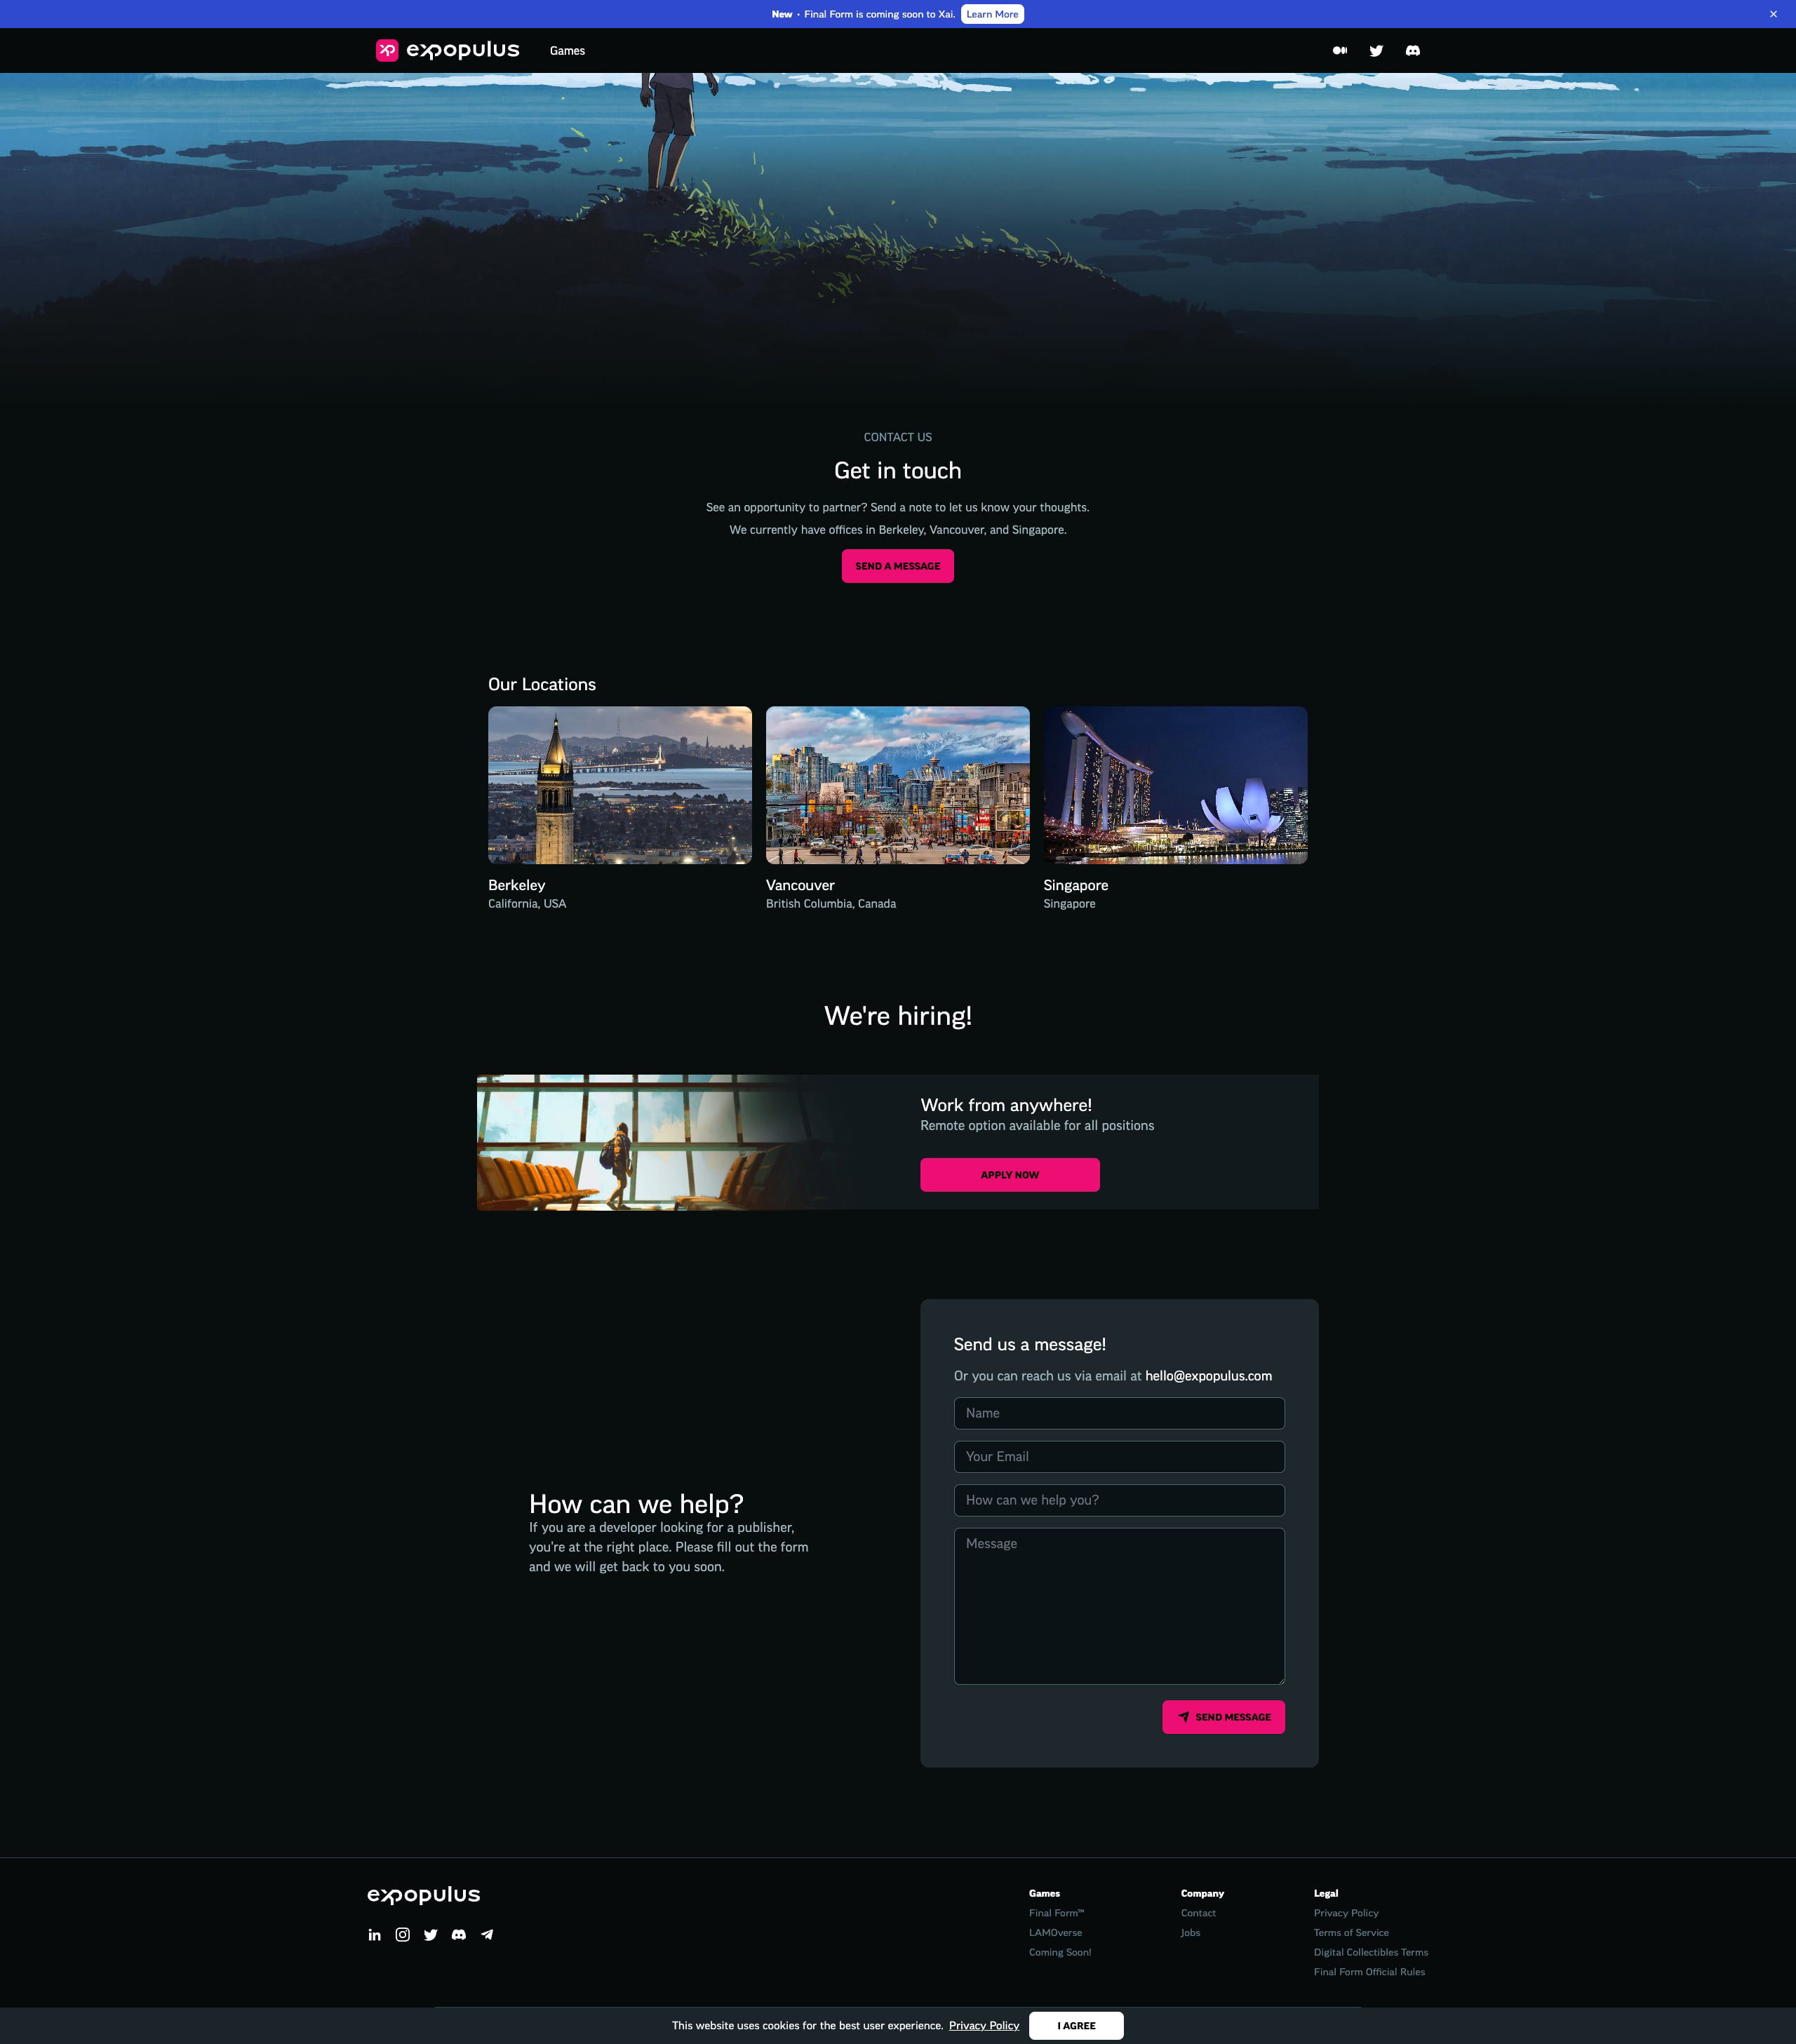 New · Final Form is coming soon to Xai. Learn More
xp expopulus Games
CONTACT US
Get in touch
See an opportunity to partner? Send a note to let us know your thoughts.
We currently have offices in Berkeley, Vancouver, and Singapore.
SEND A MESSAGE
Our Locations
Berkeley
California, USA
Vancouver
British Columbia, Canada
Singapore
Singapore
We're hiring!
Work from anywhere!
Remote option available for all positions
APPLY NOW
How can we help?
If you are a developer looking for a publisher,
you're at the right place. Please fill out the form
and we will get back to you soon.
Send us a message!
Or you can reach us via email at hello@expopulus.com
Name
Your Email
How can we help you?
Message
SEND MESSAGE
expopulus
Games
Final Form™
LAMOverse
Coming Soon!
Company
Contact
Jobs
Legal
Privacy Policy
Terms of Service
Digital Collectibles Terms
Final Form Official Rules
This website uses cookies for the best user experience. Privacy Policy I AGREE